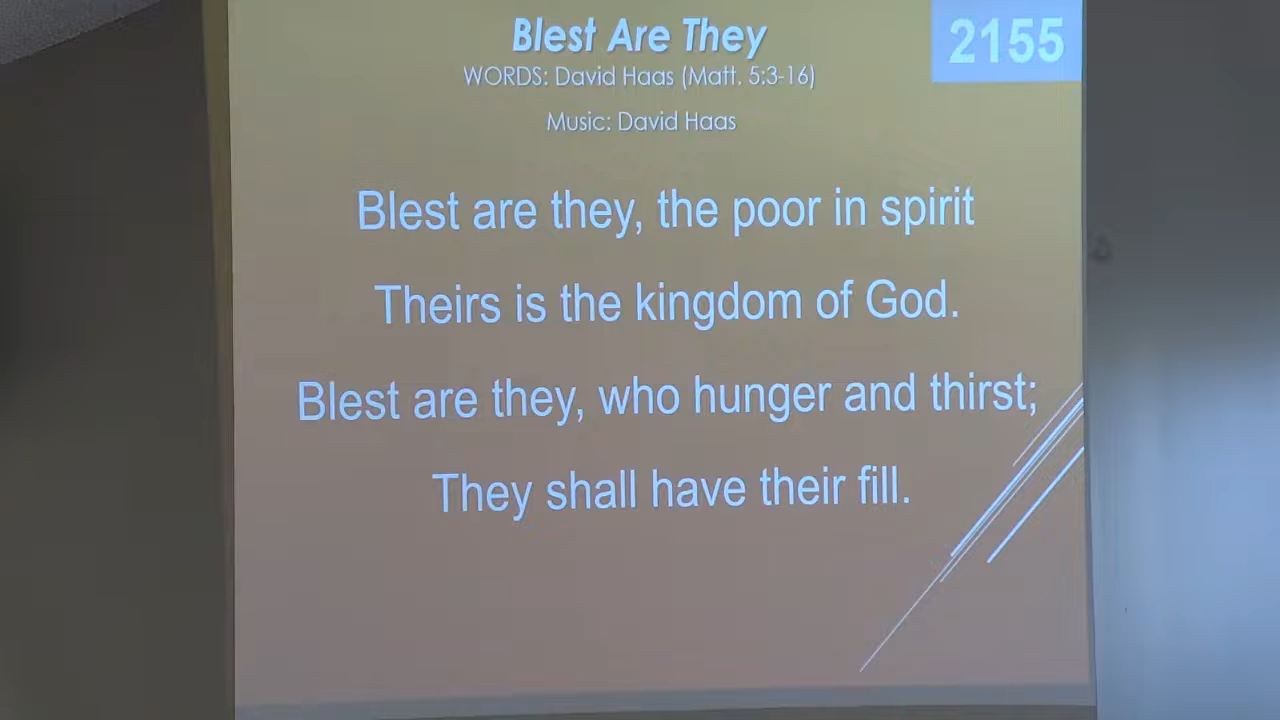 Blest Are They
2155
WORDS: David Haas (Matt. 5:3-16)
Music: David Haas
Blest are they, the poor in spirit
Theirs is the kingdom of God.
Blest are they, who hunger and thirst;
They shall have their fill.